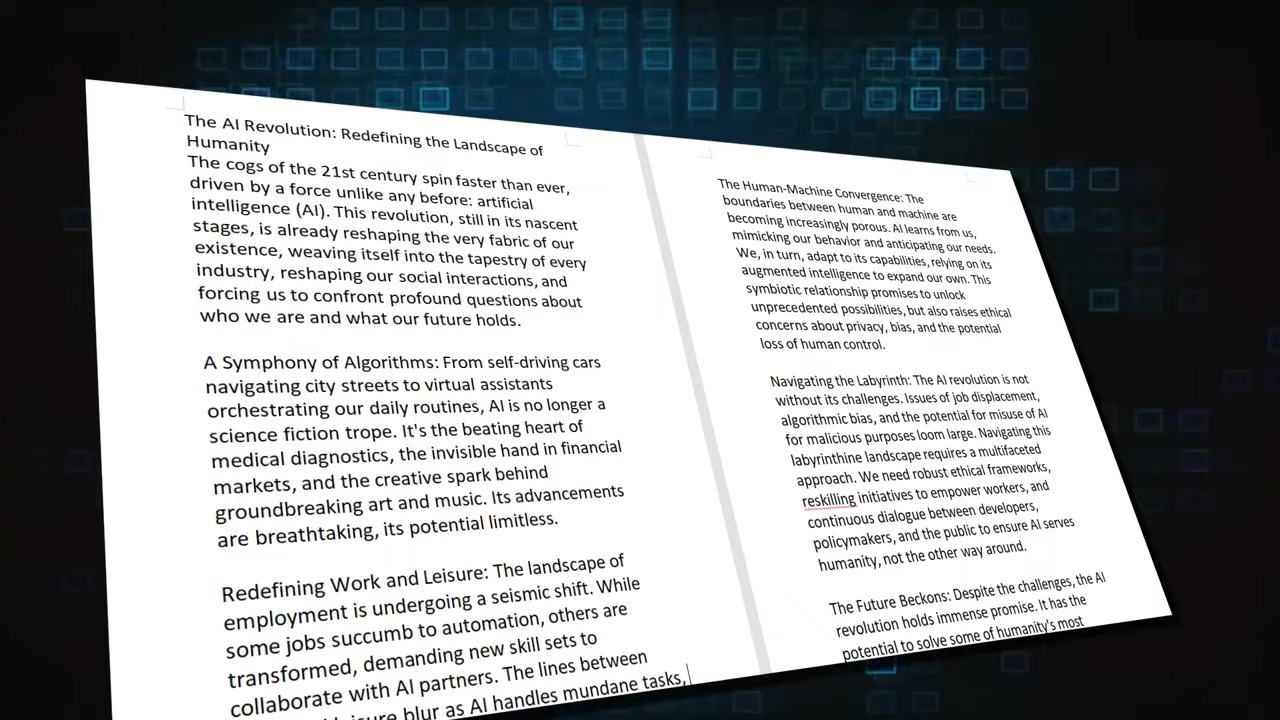 The AI Revolution: Redefining the Landscape of
Humanity
The cogs of the 21st century spin faster than ever,
driven by a force unlike any before: artificial
intelligence (AI). This revolution, still in its nascent
stages, is already reshaping the very fabric of our
existence, weaving itself into the tapestry of every
industry, reshaping our social interactions, and
forcing us to confront profound questions about
who we are and what our future holds.
A Symphony of Algorithms: From self-driving cars
navigating city streets to virtual assistants
orchestrating our daily routines, AI is no longer a
science fiction trope. It's the beating heart of
medical diagnostics, the invisible hand in financial
markets, and the creative spark behind
groundbreaking art and music. Its advancements
are breathtaking, its potential limitless.
Redefining Work and Leisure: The landscape of
employment is undergoing a seismic shift. While
some jobs succumb to automation, others are
transformed, demanding new skill sets to
collaborate with AI partners. The lines between
blur as AI handles mundane tasks,
The Human-Machine Convergence: The
boundaries between human and machine are
becoming increasingly porous. AI learns from us,
mimicking our behavior and anticipating our needs.
We, in turn, adapt to its capabilities, relying on its
augmented intelligence to expand our own. This
symbiotic relationship promises to unlock
unprecedented possibilities, but also raises ethical
concerns about privacy, bias, and the potential
loss of human control.
Navigating the Labyrinth: The AI revolution is not
without its challenges. Issues of job displacement,
algorithmic bias, and the potential for misuse of AI
for malicious purposes loom large. Navigating this
labyrinthine landscape requires a multifaceted
approach. We need robust ethical frameworks,
reskilling initiatives to empower workers, and
continuous dialogue between developers,
policymakers, and the public to ensure AI serves
humanity, not the other way around.
The Future Beckons: Despite the challenges, the AI
revolution holds immense promise. It has the
potential to solve some of humanity's most